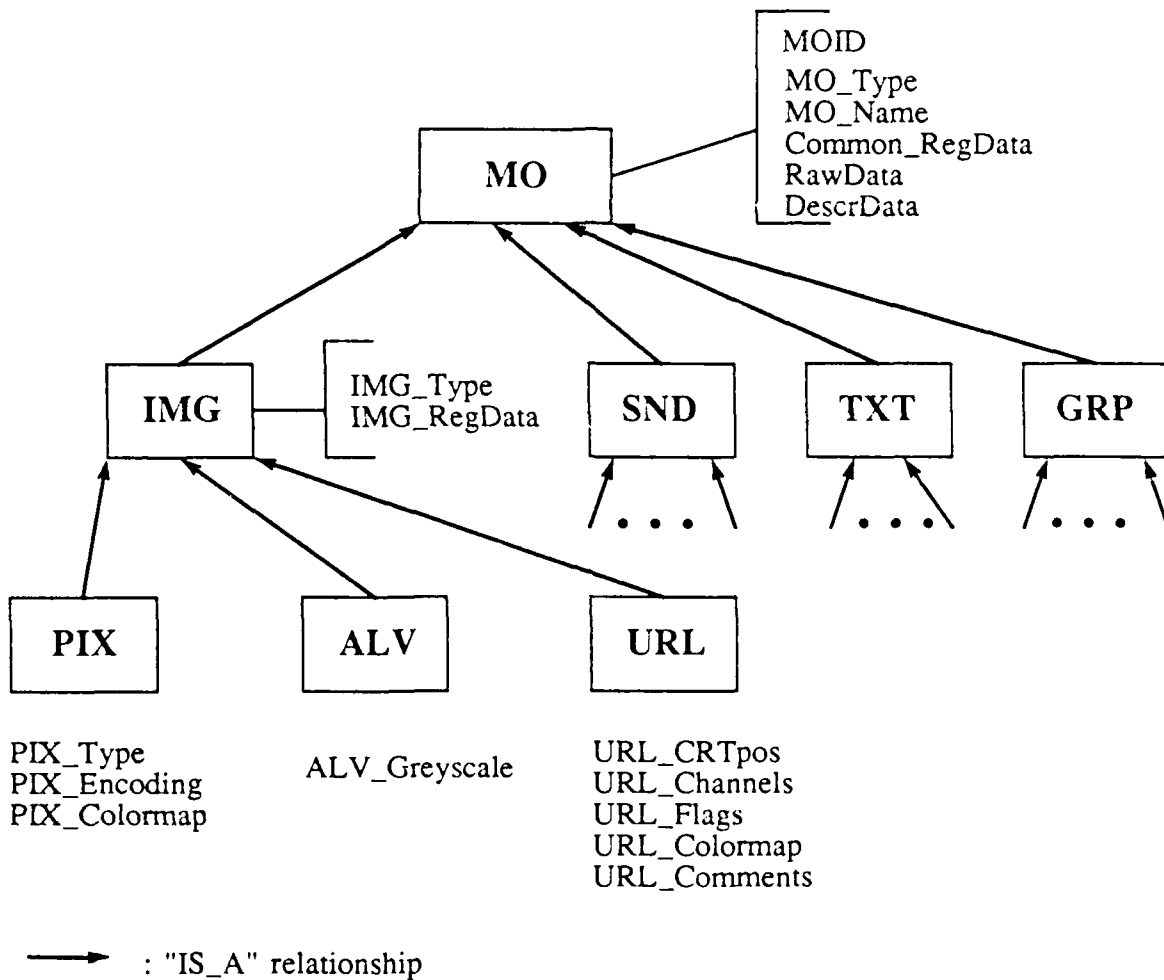 MOID
MO_Type
MO_Name
Common_RegData
RawData
DescrData
MO
IMG
IMG_Type
IMG_RegData
SND
TXT
GRP
PIX
ALV
URL
PIX_Type
PIX_Encoding
PIX_Colormap
ALV_Greyscale
URL_CRTpos
URL_Channels
URL_Flags
URL_Colormap
URL_Comments
: "IS_A" relationship